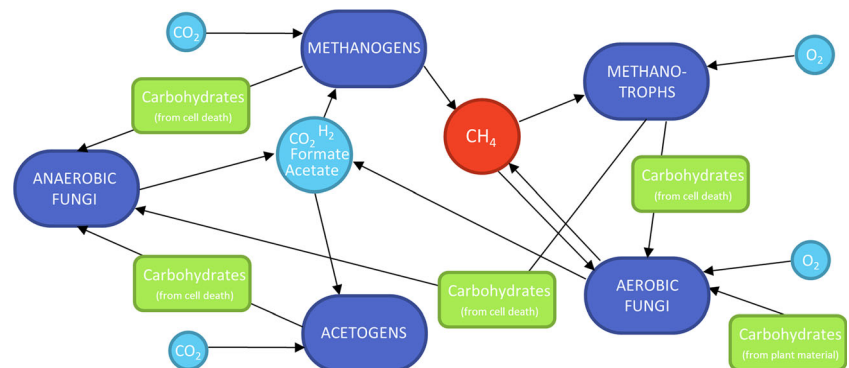 CO₂
METHANOGENS
METHANO-
TROPHS
O₂
Carbohydrates
(from cell death)
CO₂ H₂
Formate
Acetate
CH₄
ANAEROBIC
FUNGI
Carbohydrates
(from cell death)
Carbohydrates
(from cell death)
Carbohydrates
(from cell death)
O₂
AEROBIC
FUNGI
ACETOGENS
CO₂
Carbohydrates
(from plant material)